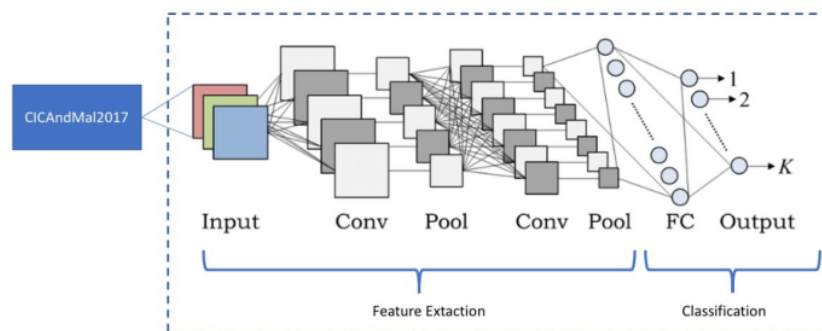 CICAndMal2017
1
2
K
Input Conv Pool Conv Pool FC Output
Feature Extaction Classification